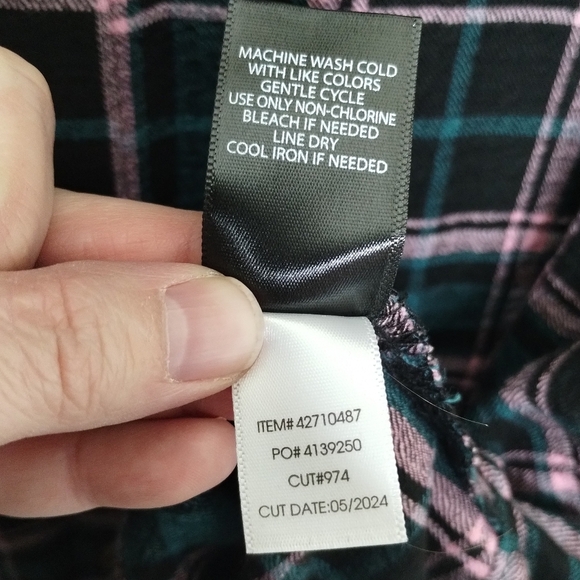 MACHINE WASH COLD
WITH LIKE COLORS
GENTLE CYCLE
USE ONLY NON-CHLORINE
BLEACH IF NEEDED
LINE DRY
COOL IRON IF NEEDED
ITEM# 42710487
PO# 4139250
CUT#974
CUT DATE:05/2024